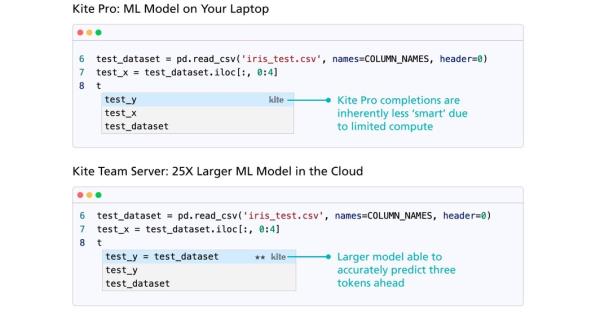 Kite Pro: ML Model on Your Laptop
6 test_dataset = pd.read_csv('iris_test.csv', names=COLUMN_NAMES, header=0)
7 test_x = test_dataset.iloc[:, 0:4]
8 t
test_y kite
test_x
test_dataset
Kite Pro completions are
inherently less 'smart' due
to limited compute
Kite Team Server: 25X Larger ML Model in the Cloud
6 test_dataset = pd.read_csv('iris_test.csv', names=COLUMN_NAMES, header=0)
7 test_x = test_dataset.iloc[:, 0:4]
8 t
test_y = test_dataset ★★ kite
test_y
test_dataset
Larger model able to
accurately predict three
tokens ahead